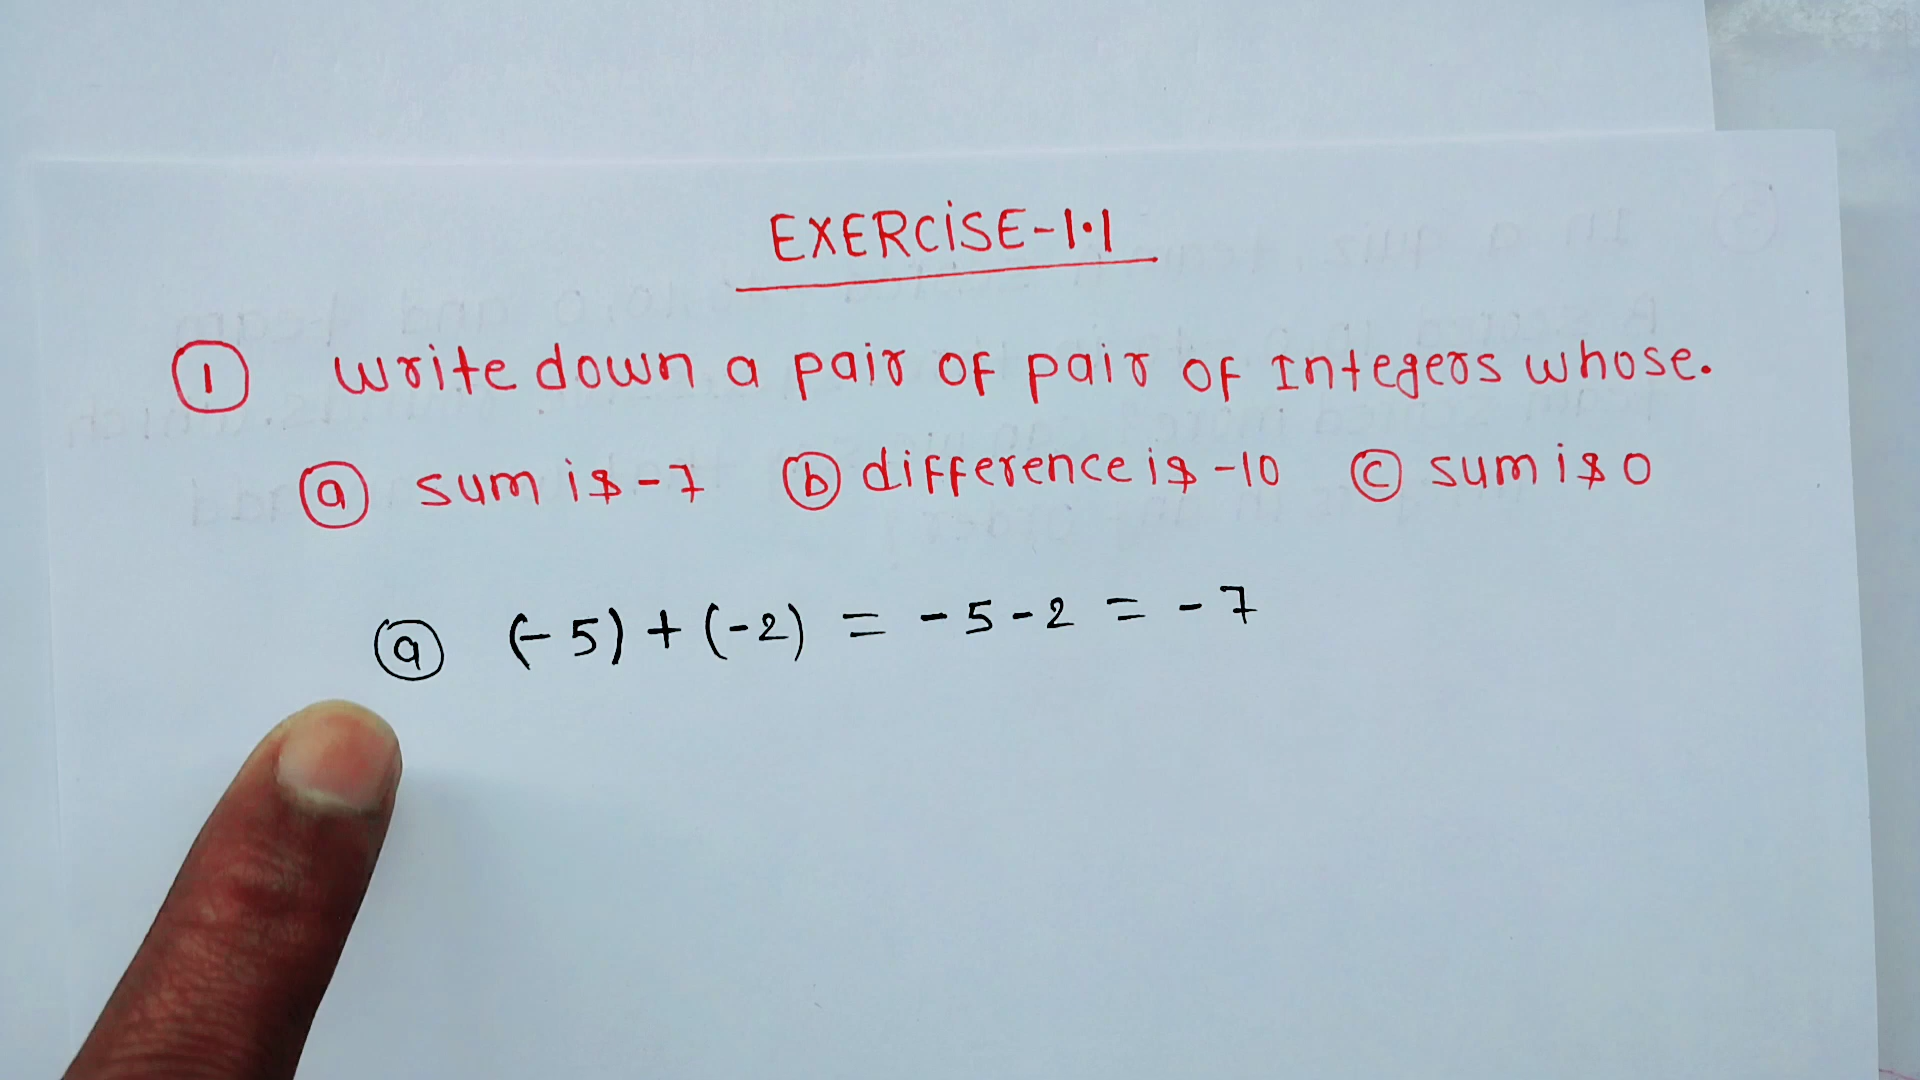 EXERCiSE-1.1
① write down a pair of pair of Integers whose.
ⓐ sum is -7 ⓑ difference is -10 ⓒ sum is 0
ⓐ (-5) + (-2) = -5-2 = -7